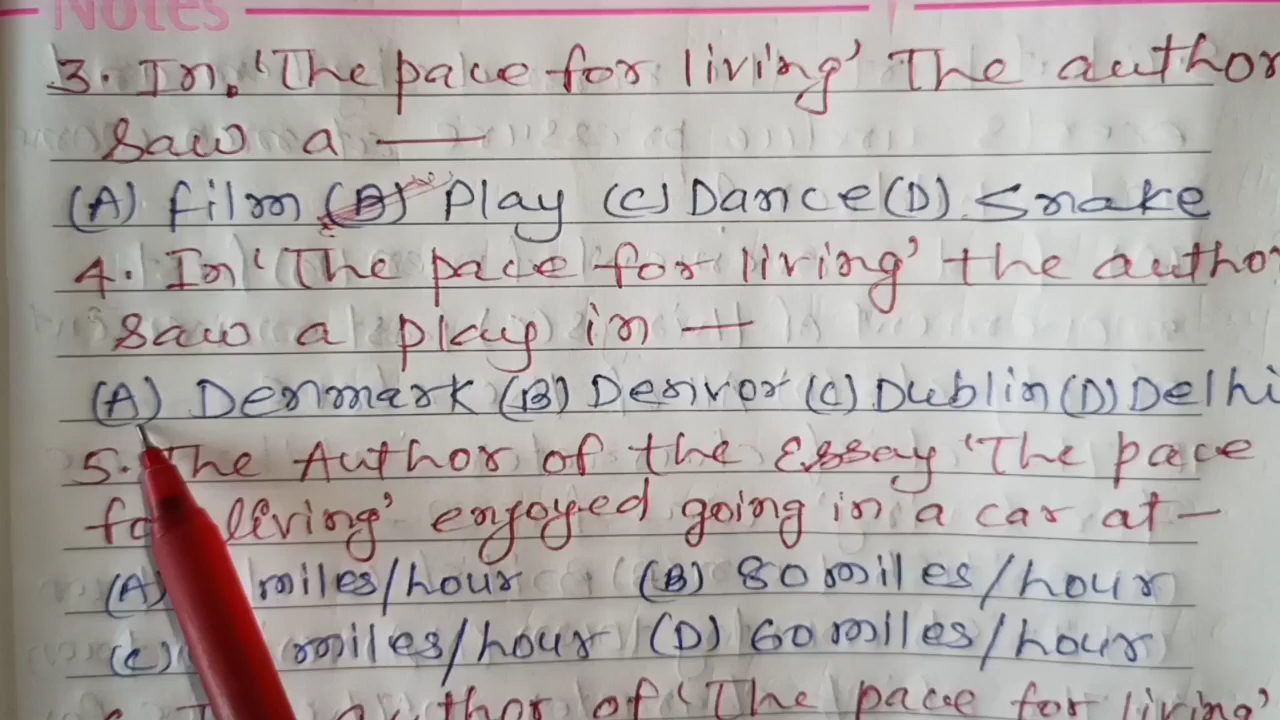 Notes
3. In. 'The pace for living' The author
saw a —
(A) film (B) Play (C) Dance (D) Snake
4. In 'The pace for living' the autho
saw a play in —
(A) Denmark (B) Denvor (C) Dublin (D) Delhi
5. The Author of the Essay 'The pace
living' enjoyed going in a car at —
(A) miles/hour (B) 80 miles/hour
(C) miles/hour (D) 60 miles/hour
of 'The pace for living'